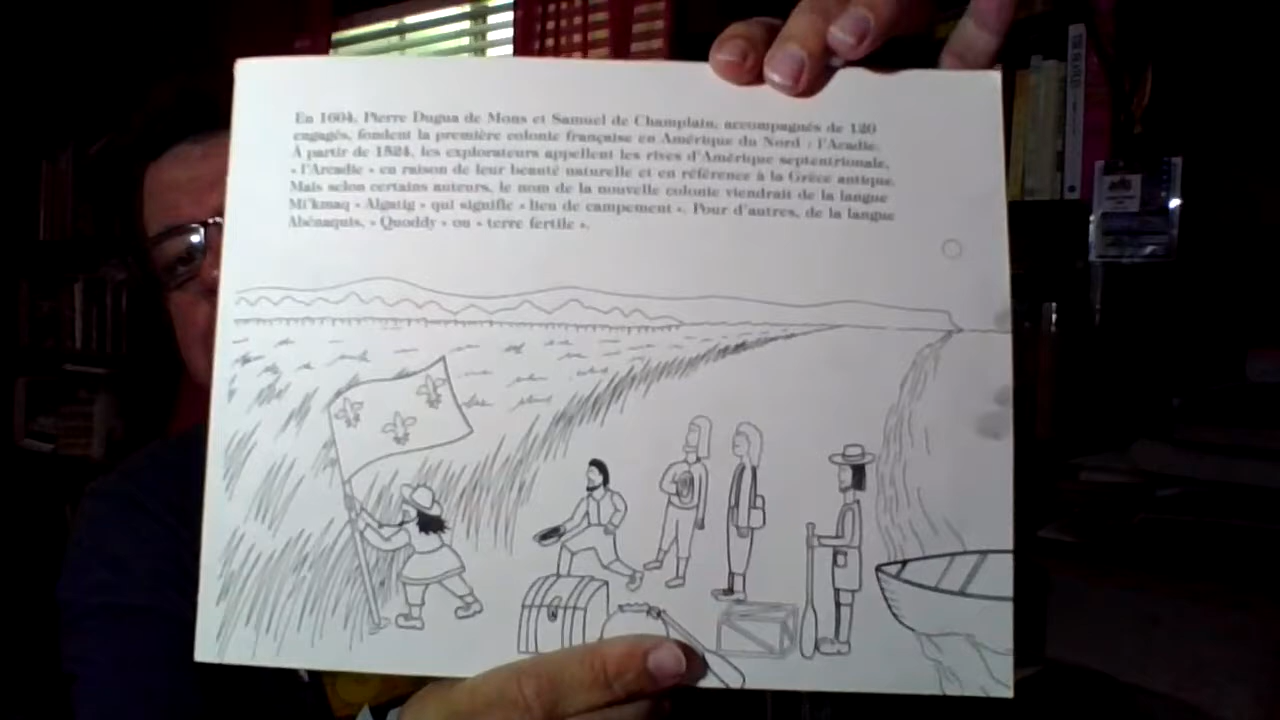 En 1604, Pierre Dugua de Mons et Samuel de Champlain, accompagnés de 120
engagés, fondent la première colonie française en Amérique du Nord : l'Acadie.
À partir de 1524, les explorateurs appellent les rives d'Amérique septentrionale,
« l'Arcadie » en raison de leur beauté naturelle et en référence à la Grèce antique.
Mais selon certains auteurs, le nom de la nouvelle colonie viendrait de la langue
Mi'kmaq « Algatig » qui signifie « lieu de campement ». Pour d'autres, de la langue
Abénaquis, « Quoddy » ou « terre fertile ».